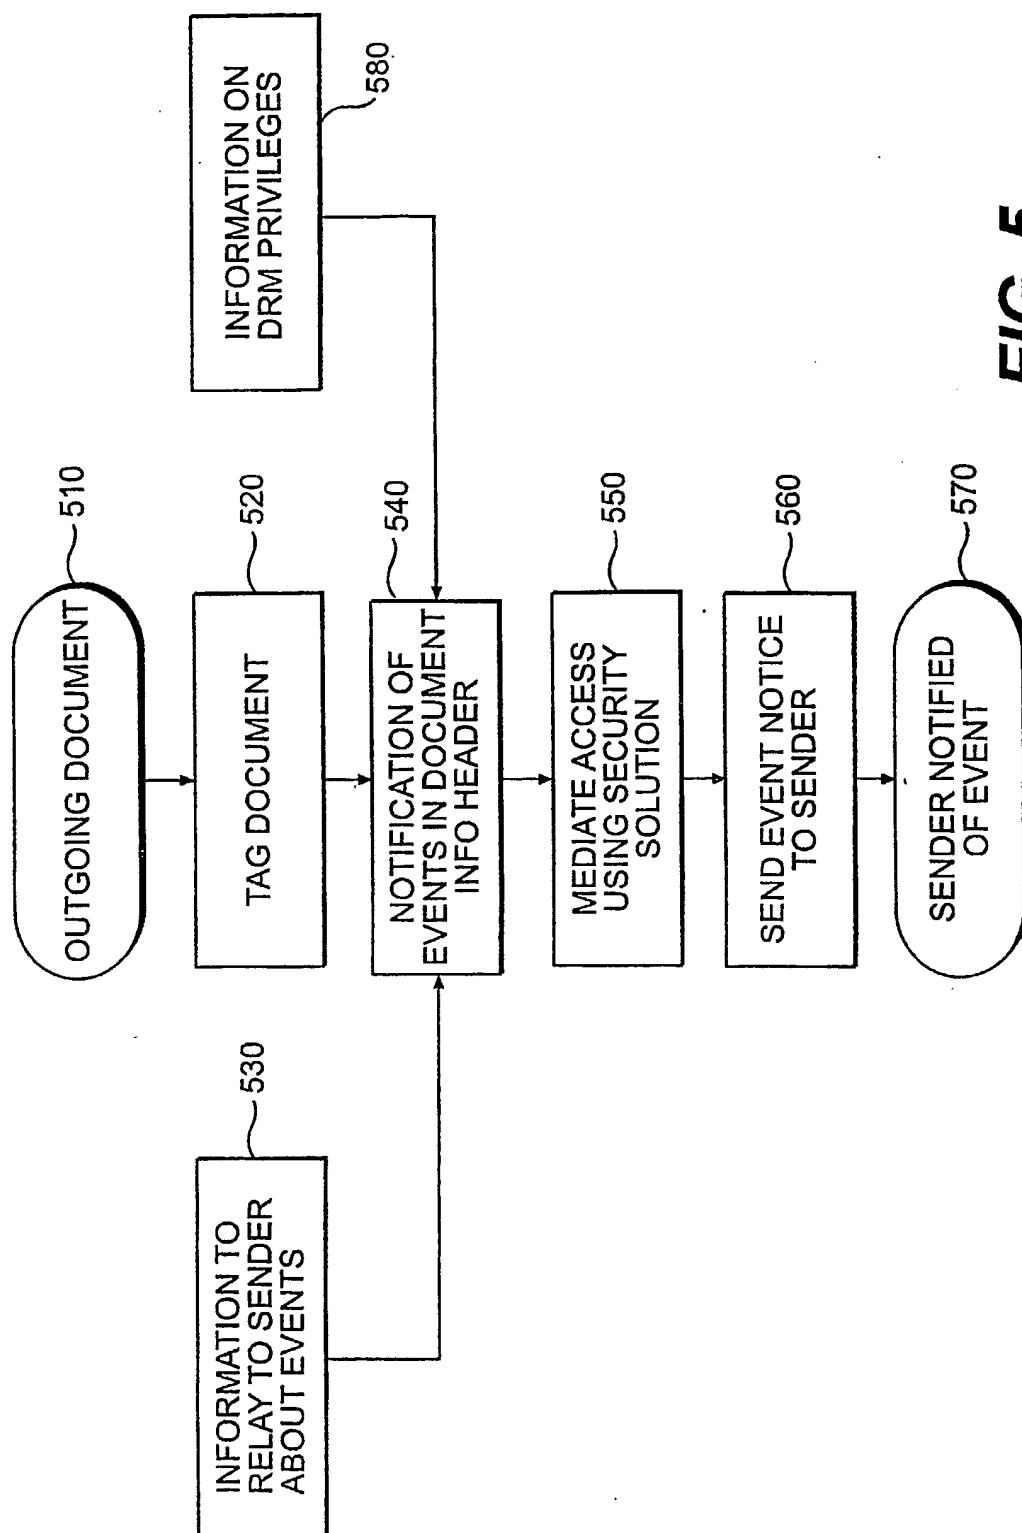 OUTGOING DOCUMENT
510
TAG DOCUMENT
520
INFORMATION TO
RELAY TO SENDER
ABOUT EVENTS
530
NOTIFICATION OF
EVENTS IN DOCUMENT
INFO HEADER
540
INFORMATION ON
DRM PRIVILEGES
580
MEDIATE ACCESS
USING SECURITY
SOLUTION
550
SEND EVENT NOTICE
TO SENDER
560
SENDER NOTIFIED
OF EVENT
570
FIG. 5